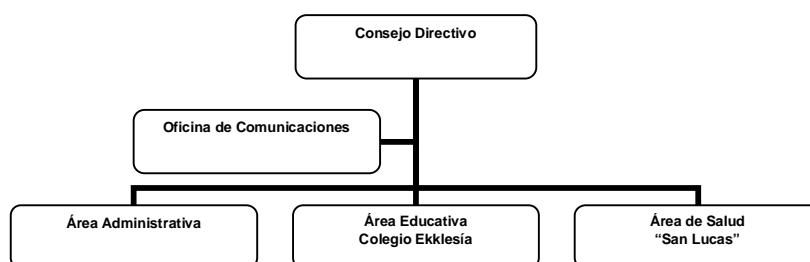 Consejo Directivo
Oficina de Comunicaciones
Área Administrativa
Área Educativa
Colegio Ekklesía
Área de Salud
“San Lucas”